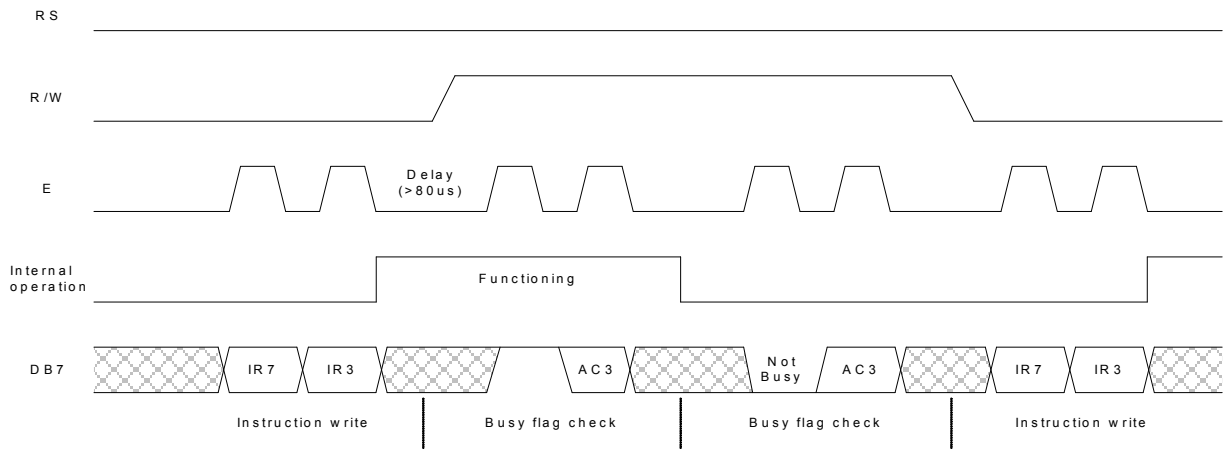 RS
R/W
E
Delay
(>80us)
Internal
operation
Functioning
DB7
IR7
IR3
AC3
Not
Busy
AC3
IR7
IR3
Instruction write
Busy flag check
Busy flag check
Instruction write